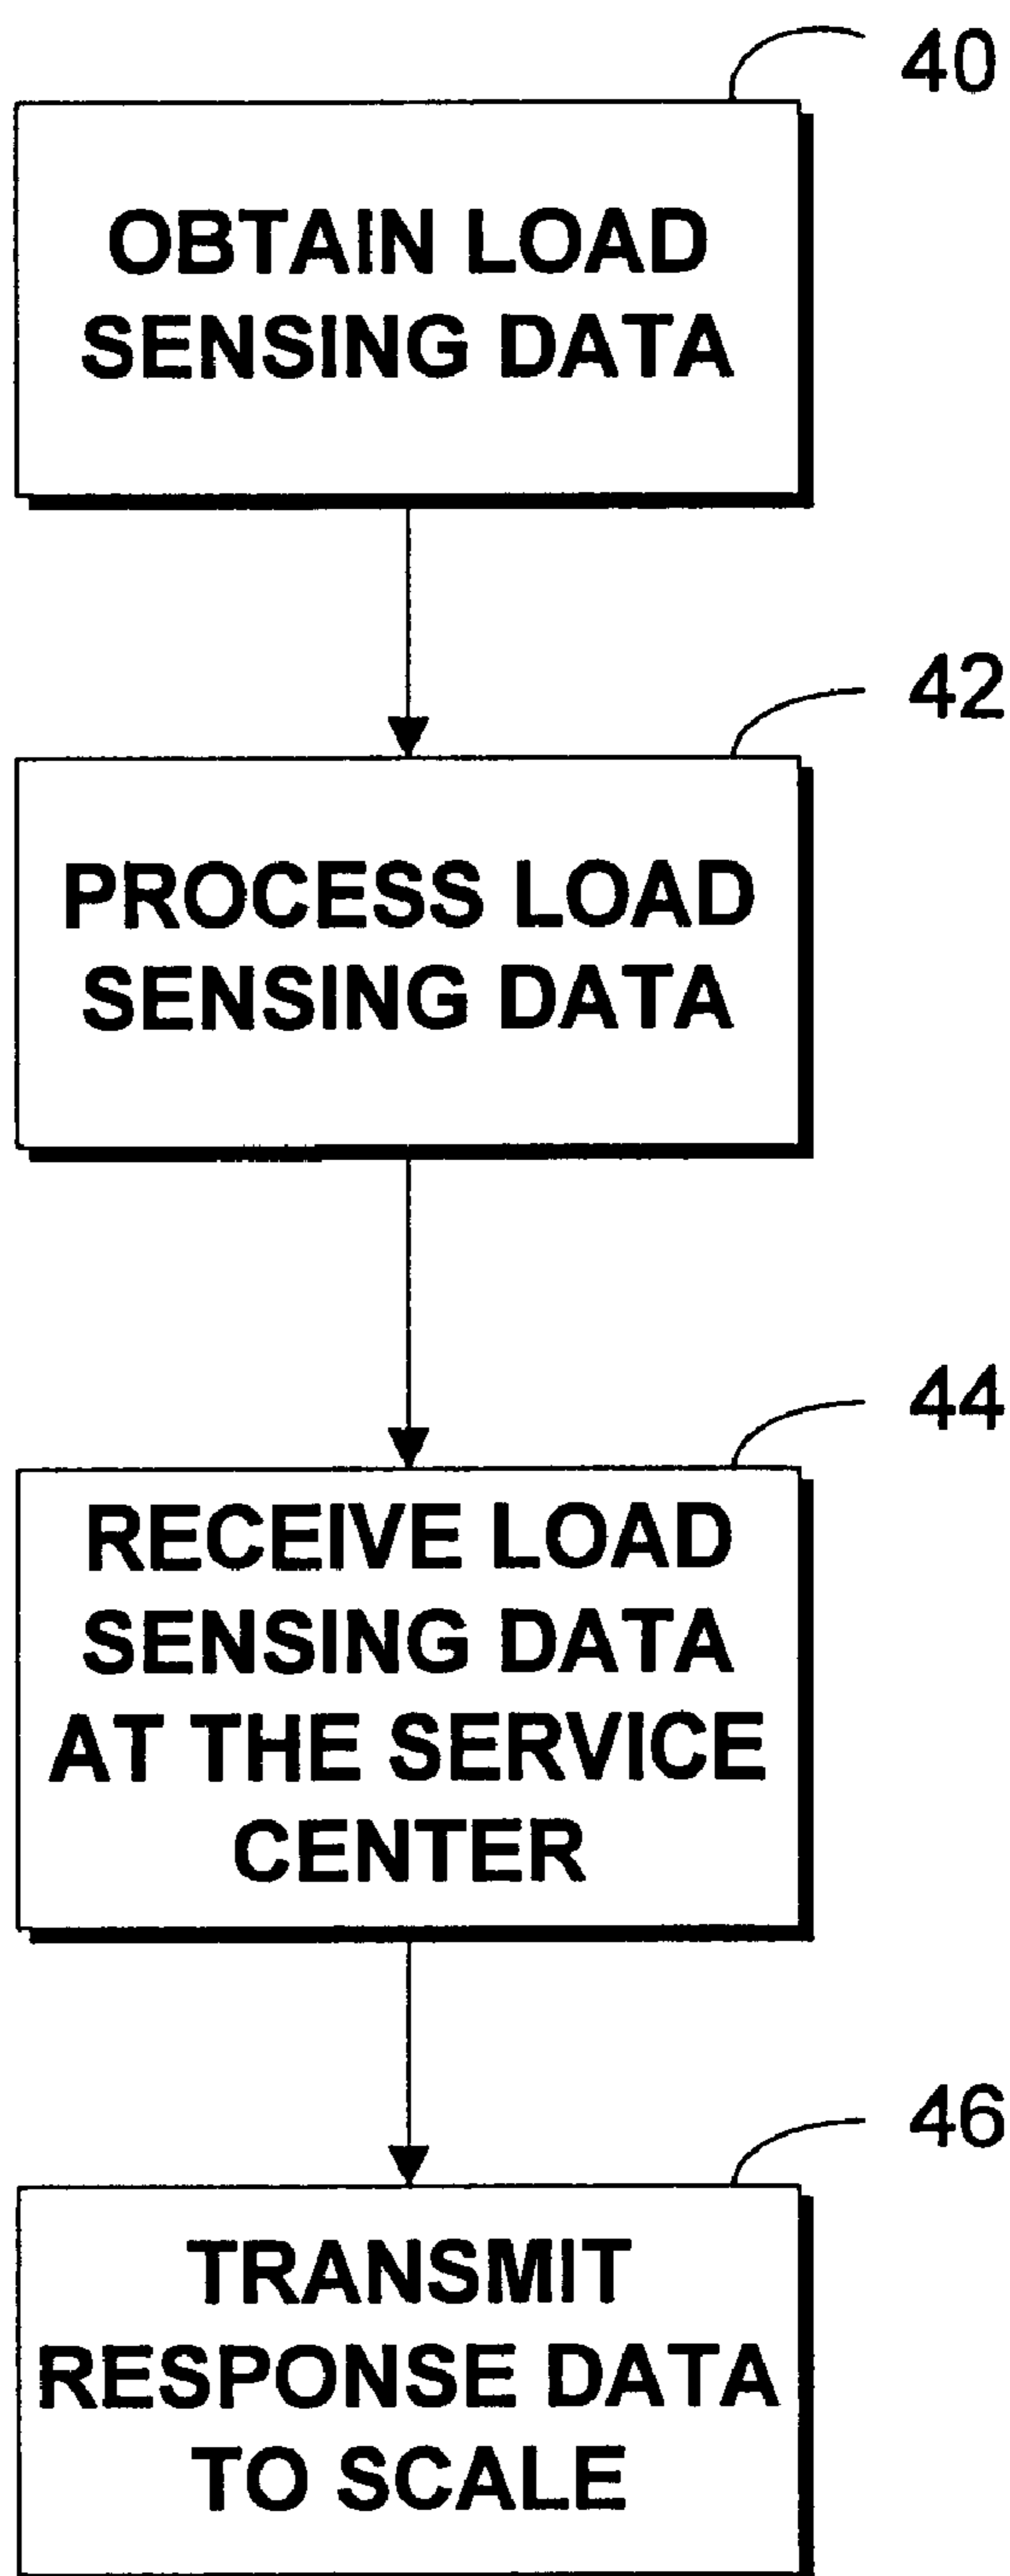 40
OBTAIN LOAD
SENSING DATA
42
PROCESS LOAD
SENSING DATA
44
RECEIVE LOAD
SENSING DATA
AT THE SERVICE
CENTER
46
TRANSMIT
RESPONSE DATA
TO SCALE